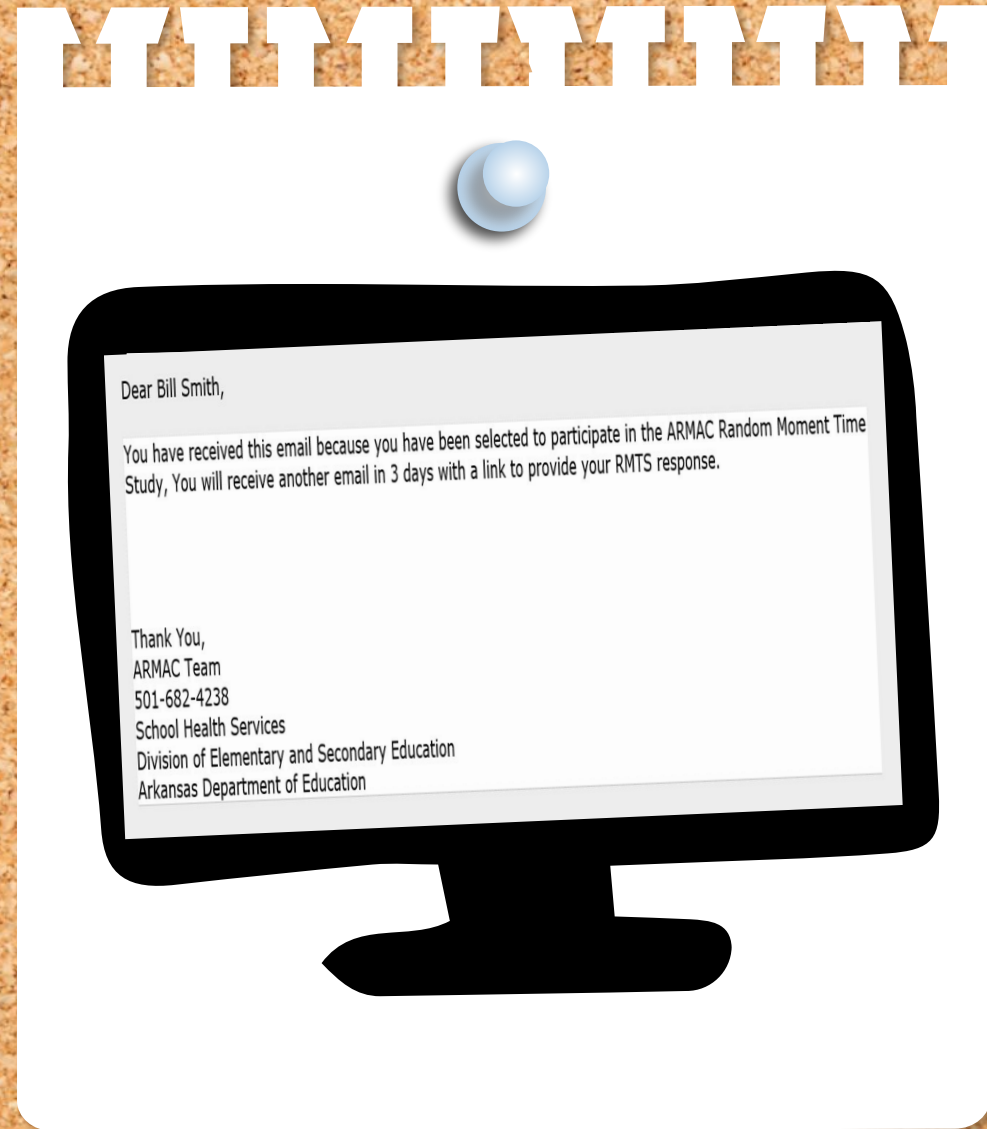 Dear Bill Smith,
You have received this email because you have been selected to participate in the ARMAC Random Moment Time
Study, You will receive another email in 3 days with a link to provide your RMTS response.
Thank You,
ARMAC Team
501-682-4238
School Health Services
Division of Elementary and Secondary Education
Arkansas Department of Education